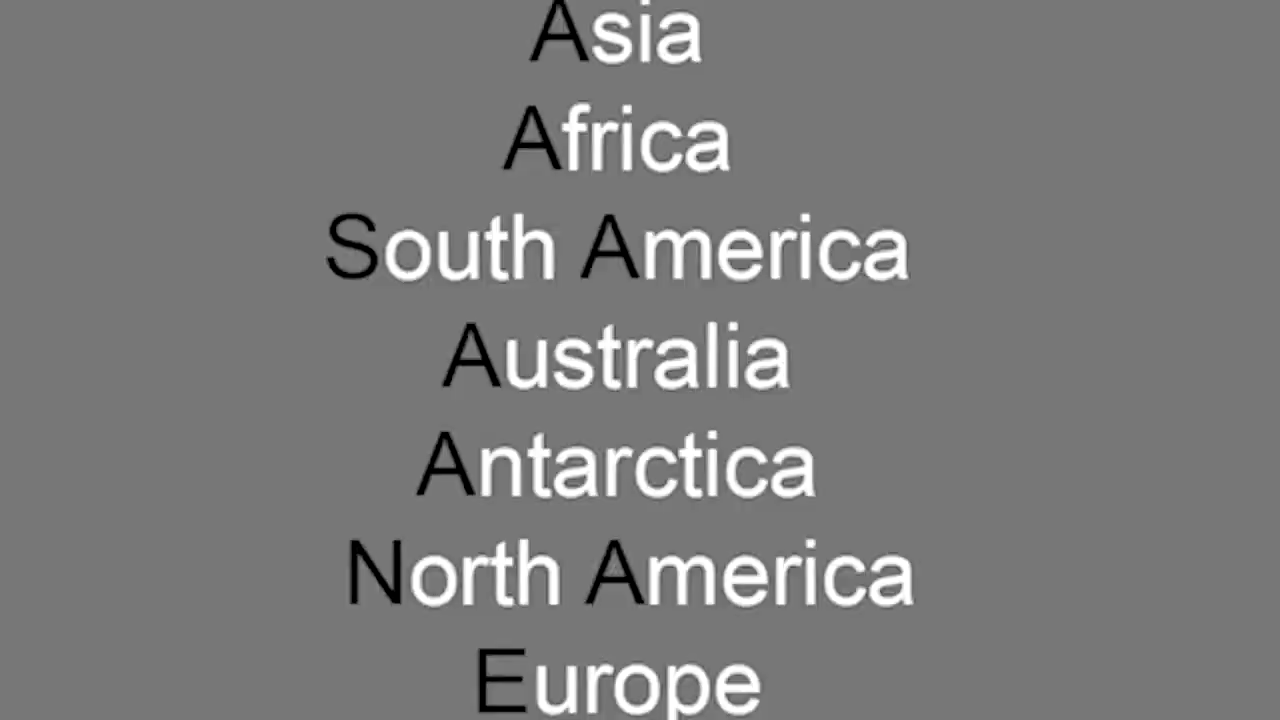 Asia
Africa
South America
Australia
Antarctica
North America
Europe